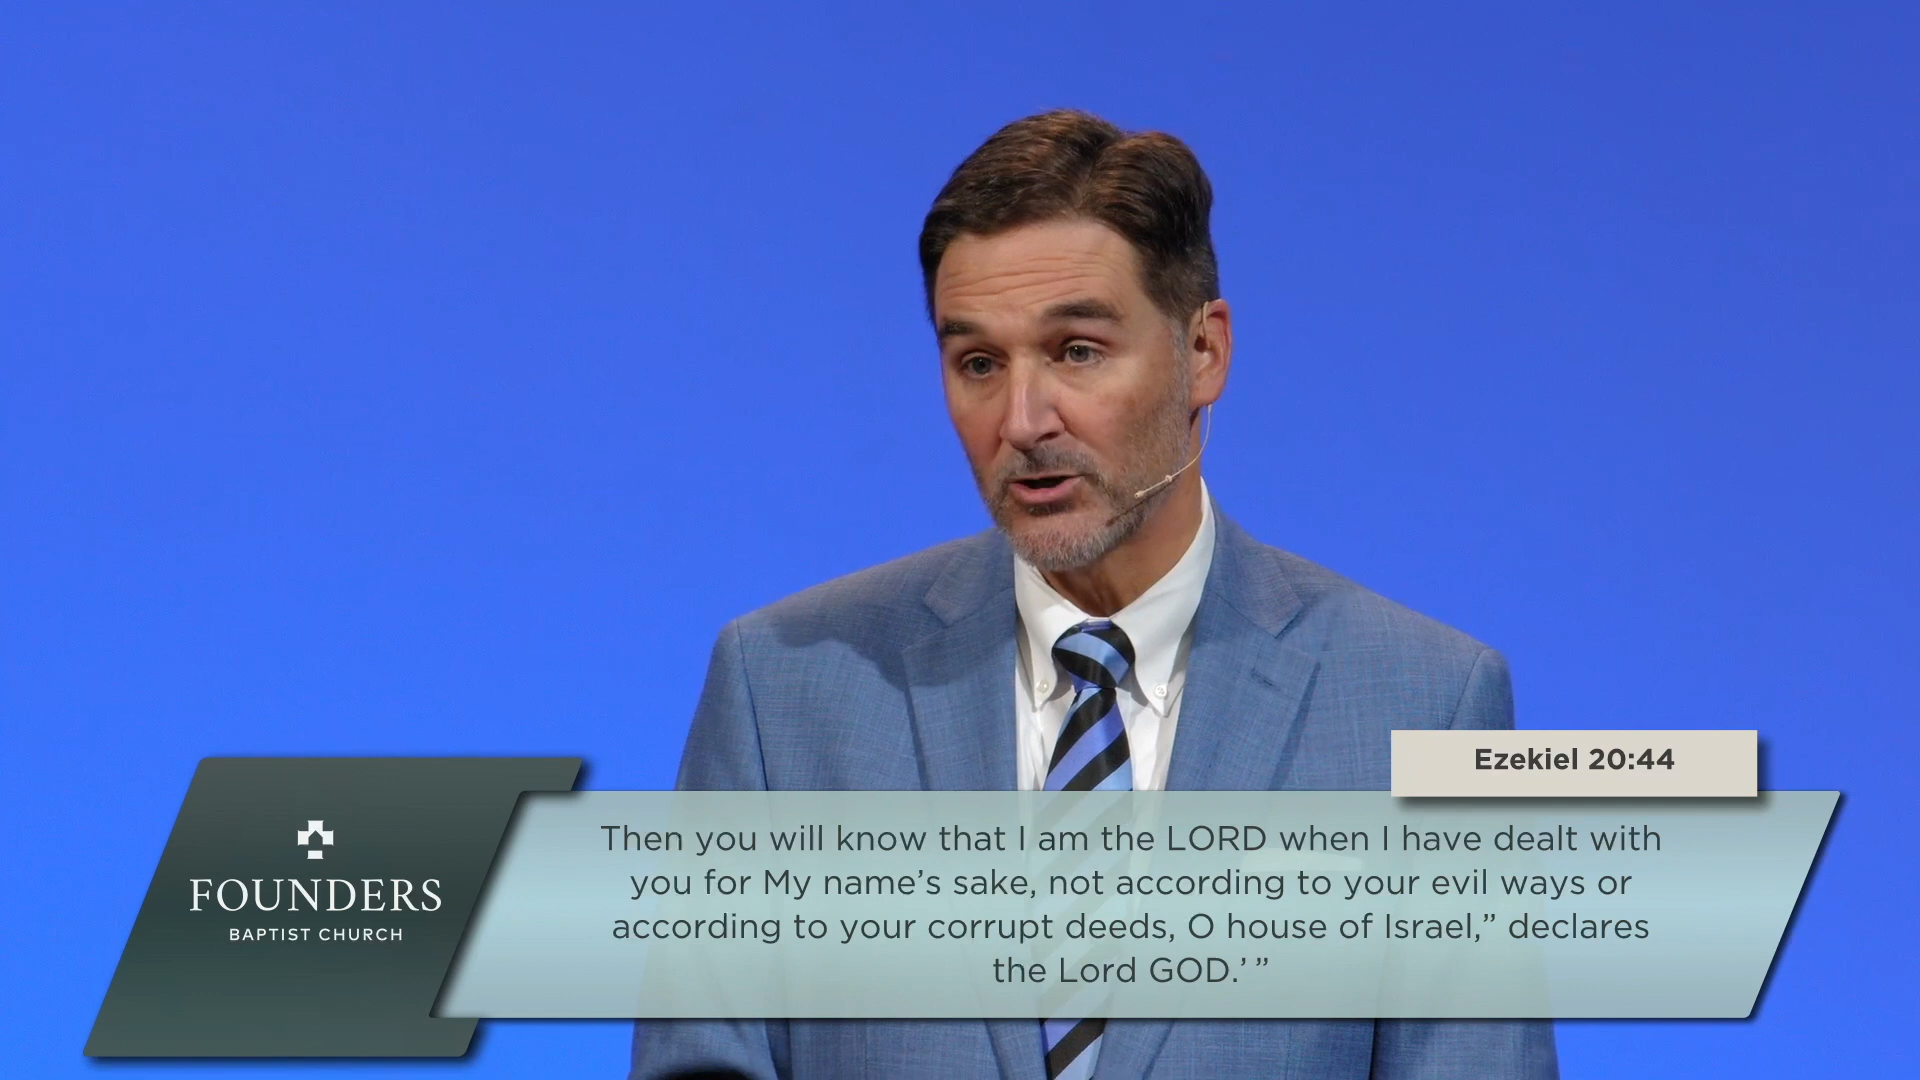 Ezekiel 20:44
Then you will know that I am the LORD when I have dealt with
you for My name’s sake, not according to your evil ways or
according to your corrupt deeds, O house of Israel,” declares
the Lord GOD.’ ”
FOUNDERS
BAPTIST CHURCH